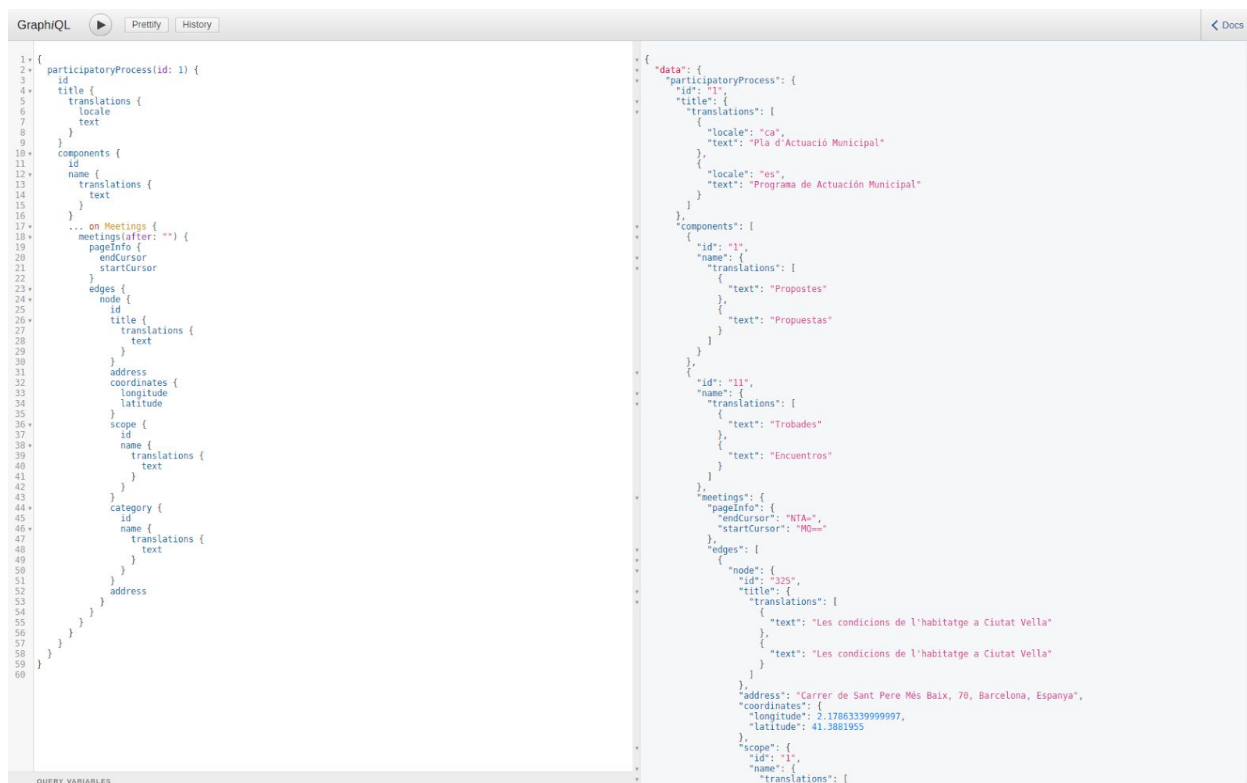 GraphiQL Prettify History Docs
1 {
2 participatoryProcess(id: 1) {
3 id
4 title {
5 translations {
6 locale
7 text
8 }
9 }
10 components {
11 id
12 name {
13 translations {
14 text
15 }
16 }
17 ... on Meetings {
18 meetings(after: "") {
19 pageInfo {
20 endCursor
21 startCursor
22 }
23 edges {
24 node {
25 id
26 title {
27 translations {
28 text
29 }
30 }
31 address
32 coordinates {
33 longitude
34 latitude
35 }
36 scope {
37 id
38 name {
39 translations {
40 text
41 }
42 }
43 }
44 category {
45 id
46 name {
47 translations {
48 text
49 }
50 }
51 }
52 address
53 }
54 }
55 }
56 }
57 }
58 }
59 }
60
QUERY VARIABLES
{
"data": {
"participatoryProcess": {
"id": "1",
"title": {
"translations": [
{
"locale": "ca",
"text": "Pla d'Actuació Municipal"
},
{
"locale": "es",
"text": "Programa de Actuación Municipal"
}
]
},
"components": [
{
"id": "1",
"name": {
"translations": [
{
"text": "Propostes"
},
{
"text": "Propuestas"
}
]
}
},
{
"id": "11",
"name": {
"translations": [
{
"text": "Trobades"
},
{
"text": "Encuentros"
}
]
},
"meetings": {
"pageInfo": {
"endCursor": "NTA=",
"startCursor": "MQ=="
},
"edges": [
{
"node": {
"id": "325",
"title": {
"translations": [
{
"text": "Les condicions de l'habitatge a Ciutat Vella"
},
{
"text": "Les condicions de l'habitatge a Ciutat Vella"
}
]
},
"address": "Carrer de Sant Pere Més Baix, 70, Barcelona, Espanya",
"coordinates": {
"longitude": 2.17863339999997,
"latitude": 41.3881955
},
"scope": {
"id": "1",
"name": {
"translations": [